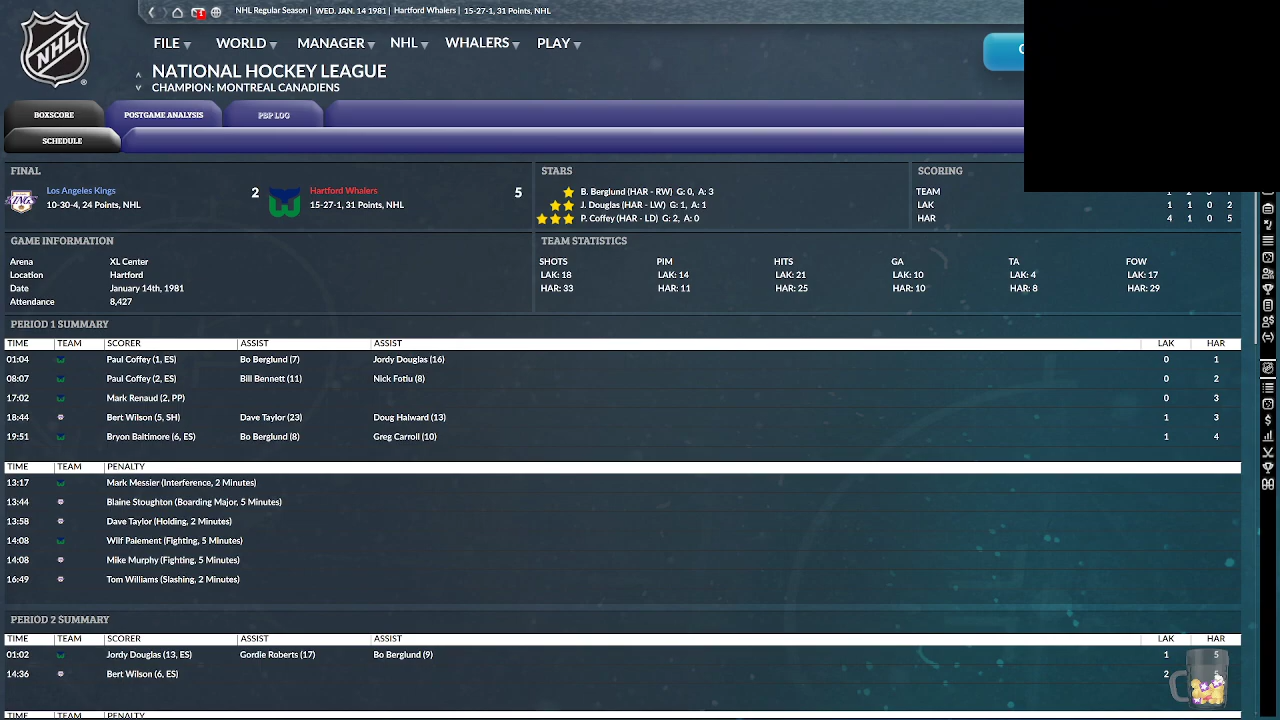 NHL Regular Season | WED. JAN. 14 1981 | Hartford Whalers | 15-27-1, 31 Points, NHL
1
NHL
FILE WORLD MANAGER NHL WHALERS PLAY
NATIONAL HOCKEY LEAGUE
CHAMPION: MONTREAL CANADIENS
BOXSCORE POSTGAME ANALYSIS PBP LOG
SCHEDULE
FINAL STARS SCORING
Los Angeles Kings 2 Hartford Whalers 5 B. Berglund (HAR - RW) G: 0, A: 3 TEAM
10-30-4, 24 Points, NHL 15-27-1, 31 Points, NHL J. Douglas (HAR - LW) G: 1, A: 1 LAK 1 1 0 2
P. Coffey (HAR - LD) G: 2, A: 0 HAR 4 1 0 5
GAME INFORMATION TEAM STATISTICS
Arena XL Center SHOTS PIM HITS GA TA FOW
Location Hartford LAK: 18 LAK: 14 LAK: 21 LAK: 10 LAK: 4 LAK: 17
Date January 14th, 1981 HAR: 33 HAR: 11 HAR: 25 HAR: 10 HAR: 8 HAR: 29
Attendance 8,427
PERIOD 1 SUMMARY
TIME TEAM SCORER ASSIST ASSIST LAK HAR
01:04 Paul Coffey (1, ES) Bo Berglund (7) Jordy Douglas (16) 0 1
08:07 Paul Coffey (2, ES) Bill Bennett (11) Nick Fotiu (8) 0 2
17:02 Mark Renaud (2, PP) 0 3
18:44 Bert Wilson (5, SH) Dave Taylor (23) Doug Halward (13) 1 3
19:51 Bryon Baltimore (6, ES) Bo Berglund (8) Greg Carroll (10) 1 4
TIME TEAM PENALTY
13:17 Mark Messier (Interference, 2 Minutes)
13:44 Blaine Stoughton (Boarding Major, 5 Minutes)
13:58 Dave Taylor (Holding, 2 Minutes)
14:08 Wilf Paiement (Fighting, 5 Minutes)
14:08 Mike Murphy (Fighting, 5 Minutes)
16:49 Tom Williams (Slashing, 2 Minutes)
PERIOD 2 SUMMARY
TIME TEAM SCORER ASSIST ASSIST LAK HAR
01:02 Jordy Douglas (13, ES) Gordie Roberts (17) Bo Berglund (9) 1 5
14:36 Bert Wilson (6, ES) 2
TIME TEAM PENALTY